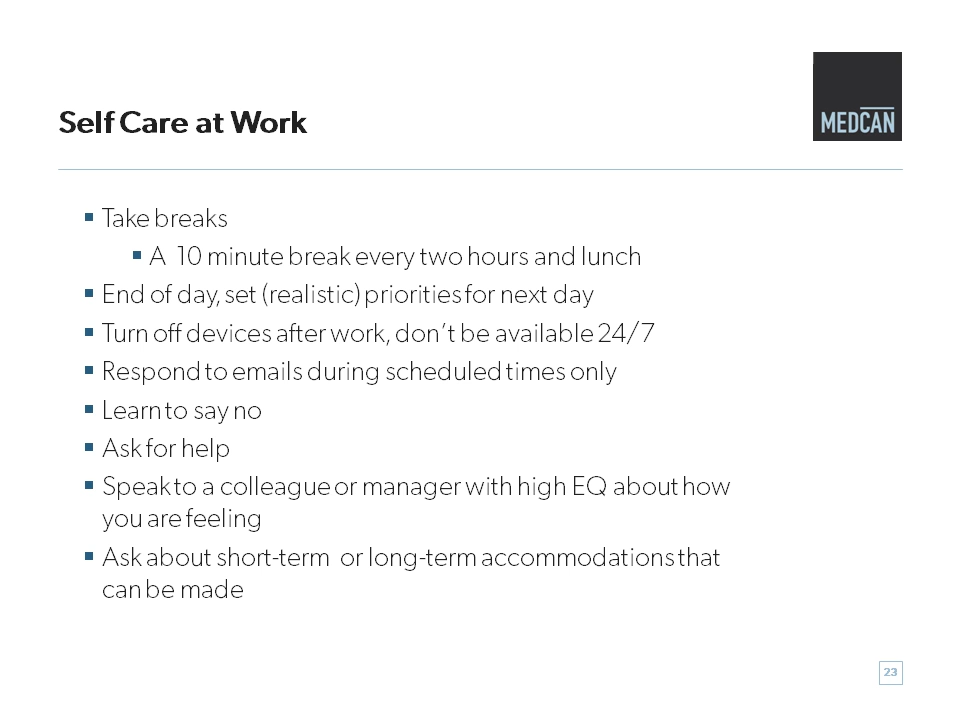 Self Care at Work
MEDCAN
▪ Take breaks
▪ A  10 minute break every two hours and lunch
▪ End of day, set (realistic) priorities for next day
▪ Turn off devices after work, don’t be available 24/7
▪ Respond to emails during scheduled times only
▪ Learn to say no
▪ Ask for help
▪ Speak to a colleague or manager with high EQ about how
you are feeling
▪ Ask about short-term  or long-term accommodations that
can be made
23